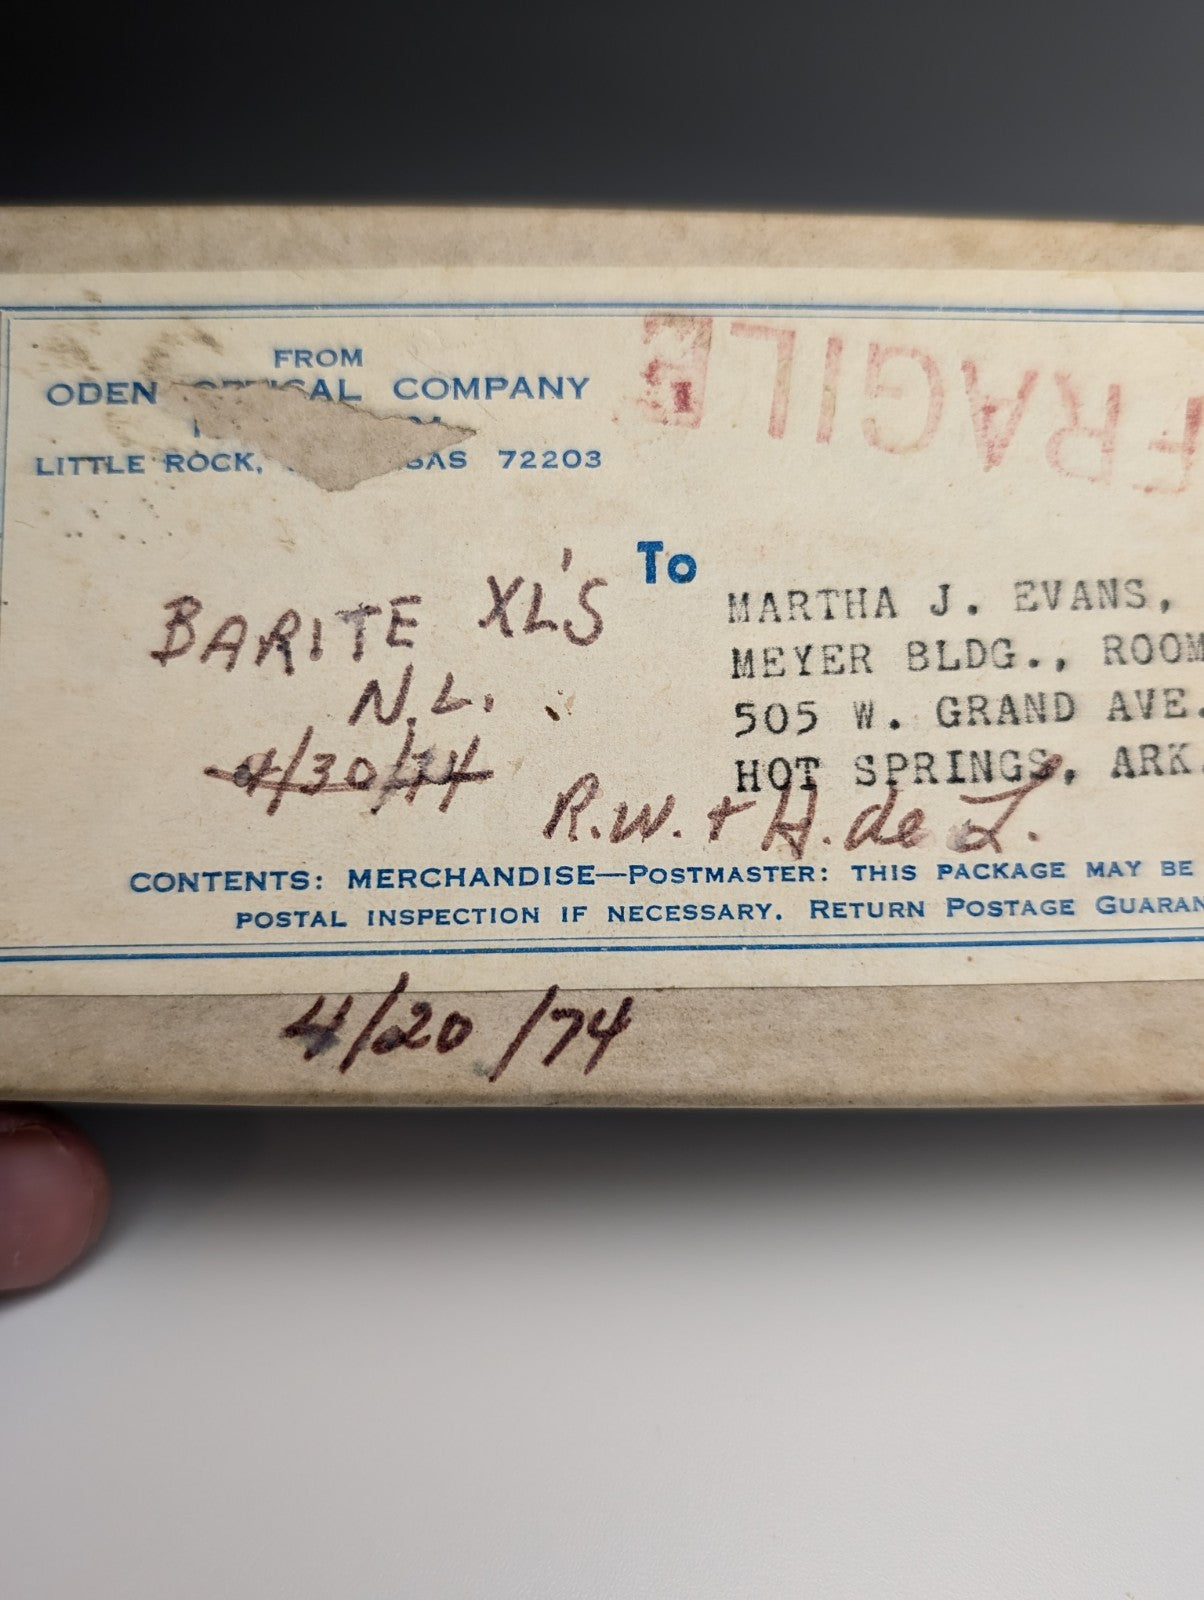 FROM
ODEN COMPANY
LITTLE ROCK, 72203
FRAGILE
To
MARTHA J. EVANS,
MEYER BLDG., ROOM
505 W. GRAND AVE.
HOT SPRINGS, ARK.
BARITE XL'S
N.L.
4/30/74
R.W. + H. de L.
CONTENTS: MERCHANDISE—POSTMASTER: THIS PACKAGE MAY BE
POSTAL INSPECTION IF NECESSARY. RETURN POSTAGE GUARAN
4/20/74